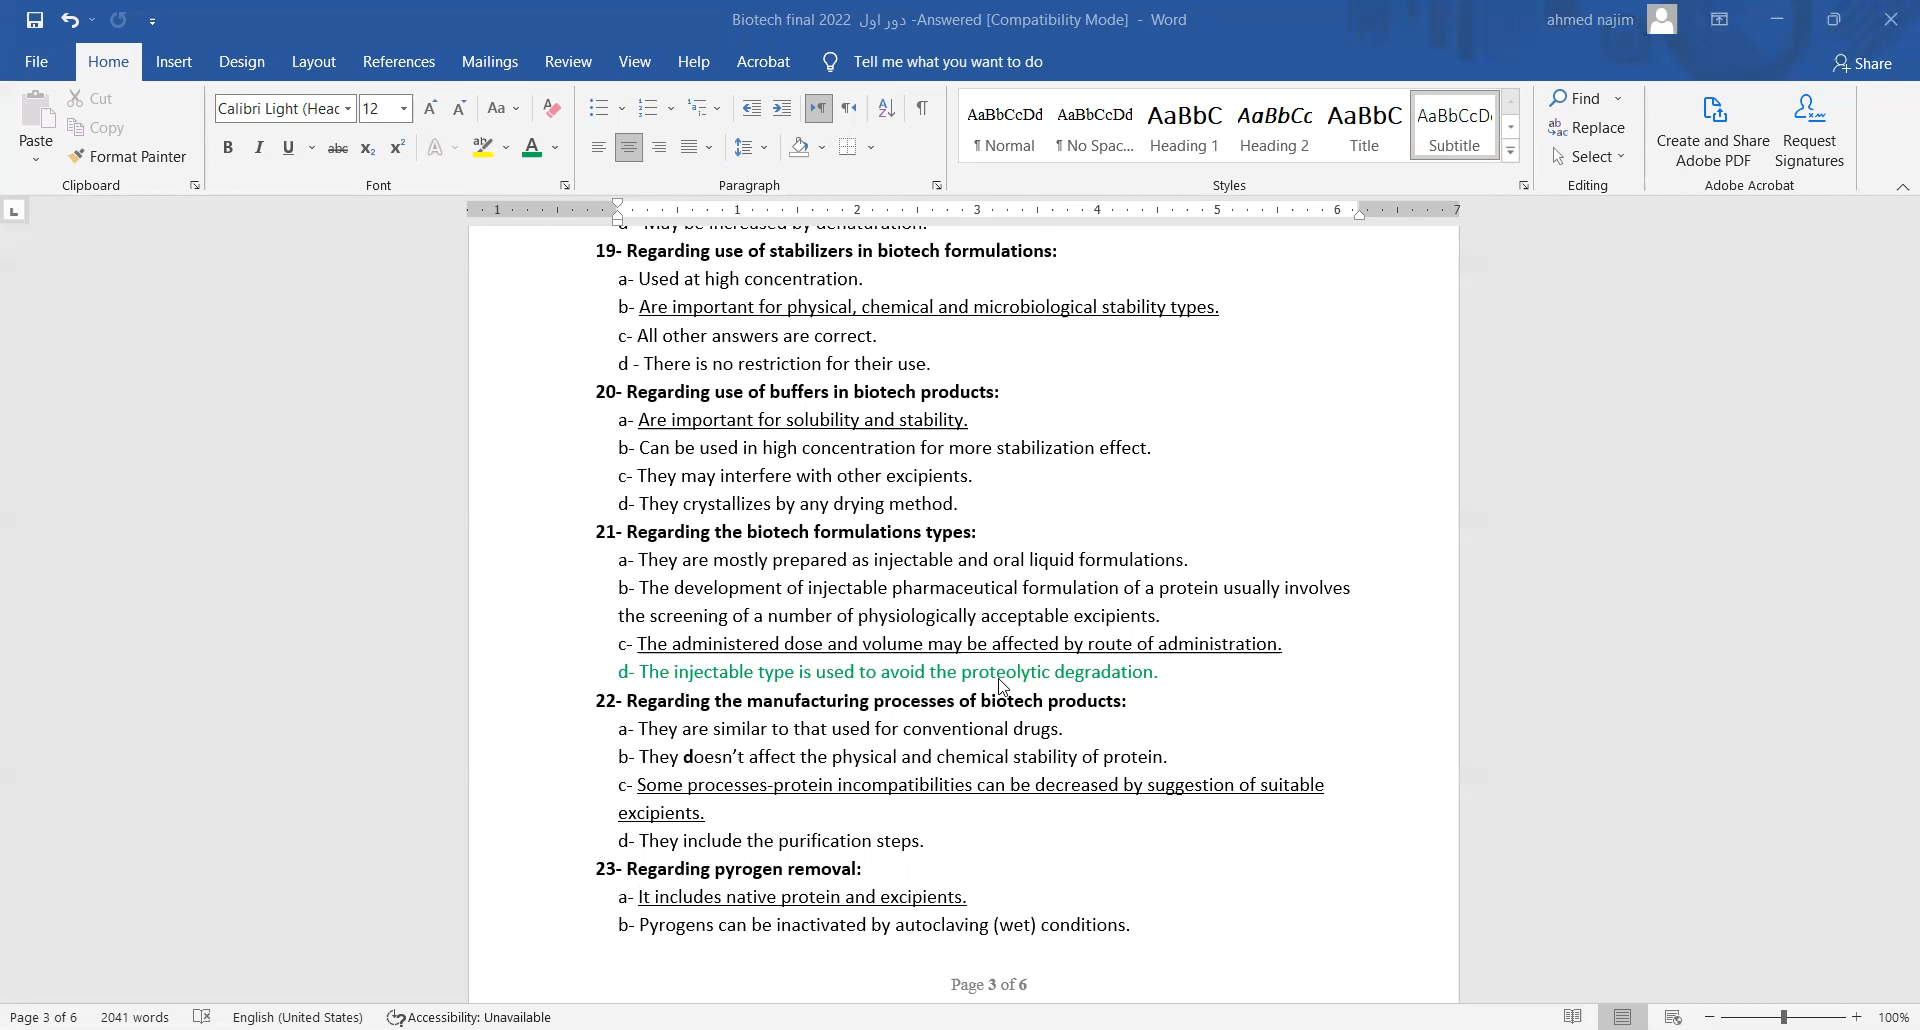 Biotech final 2022 دور اول -Answered [Compatibility Mode] - Word
ahmed najim
File Home Insert Design Layout References Mailings Review View Help Acrobat Tell me what you want to do
Share
Paste
Cut
Copy
Format Painter
Clipboard
Calibri Light (Heac 12
Font
Paragraph
AaBbCcDd AaBbCcDd AaBbC AaBbCc AaBbC AaBbCcD
¶ Normal ¶ No Spac... Heading 1 Heading 2 Title Subtitle
Styles
Find
Replace
Select
Editing
Create and Share Adobe PDF
Request Signatures
Adobe Acrobat
1 1 2 3 4 5 6 7
19- Regarding use of stabilizers in biotech formulations:
a- Used at high concentration.
b- Are important for physical, chemical and microbiological stability types.
c- All other answers are correct.
d - There is no restriction for their use.
20- Regarding use of buffers in biotech products:
a- Are important for solubility and stability.
b- Can be used in high concentration for more stabilization effect.
c- They may interfere with other excipients.
d- They crystallizes by any drying method.
21- Regarding the biotech formulations types:
a- They are mostly prepared as injectable and oral liquid formulations.
b- The development of injectable pharmaceutical formulation of a protein usually involves
the screening of a number of physiologically acceptable excipients.
c- The administered dose and volume may be affected by route of administration.
d- The injectable type is used to avoid the proteolytic degradation.
22- Regarding the manufacturing processes of biotech products:
a- They are similar to that used for conventional drugs.
b- They doesn’t affect the physical and chemical stability of protein.
c- Some processes-protein incompatibilities can be decreased by suggestion of suitable
excipients.
d- They include the purification steps.
23- Regarding pyrogen removal:
a- It includes native protein and excipients.
b- Pyrogens can be inactivated by autoclaving (wet) conditions.
Page 3 of 6
Page 3 of 6 2041 words English (United States) Accessibility: Unavailable 100%